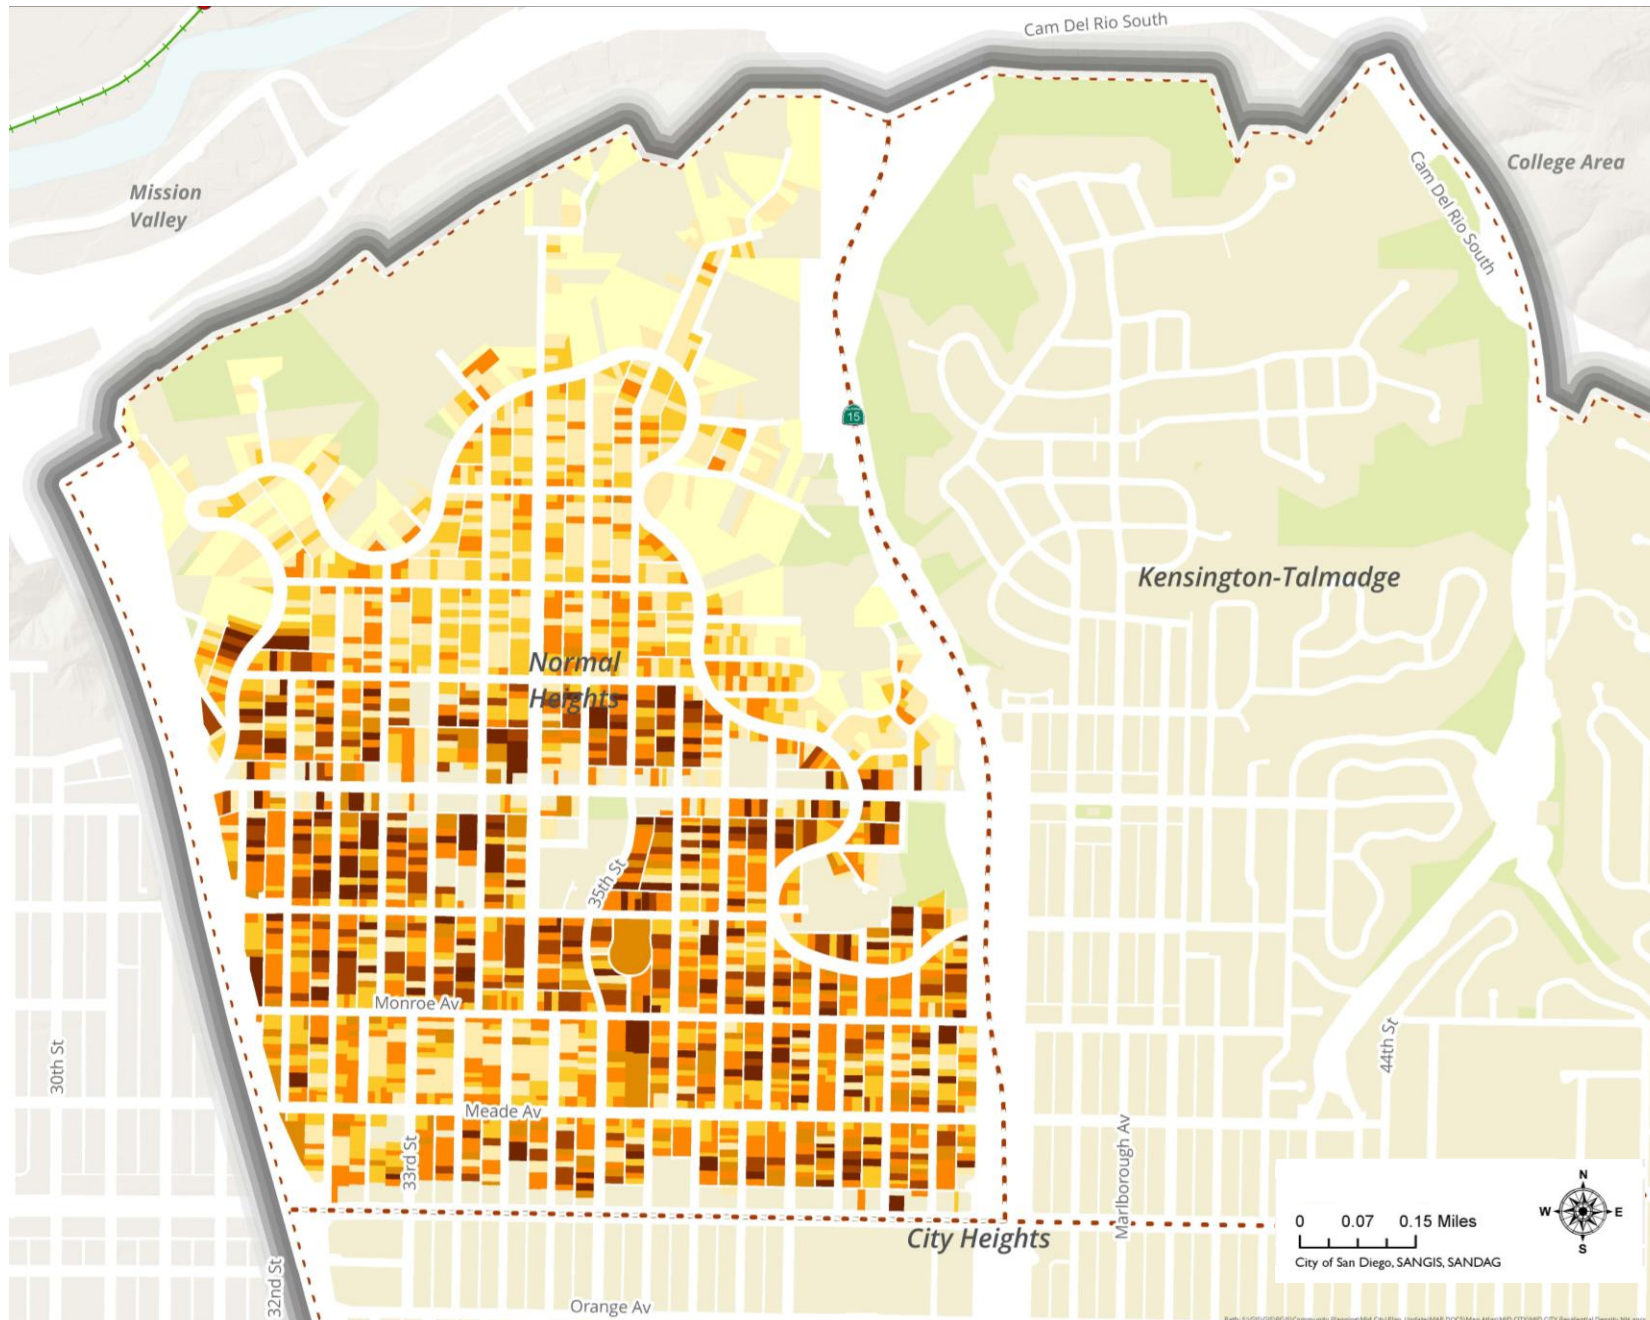 Cam Del Rio South
College Area
Mission
Valley
Cam Del Rio South
15
Kensington-Talmadge
Normal
Heights
35th St
Monroe Av
30th St
44th St
Meade Av
33rd St
Marlborough Av
City Heights
32nd St
Orange Av
0 0.07 0.15 Miles
N
W E
S
City of San Diego, SANGIS, SANDAG